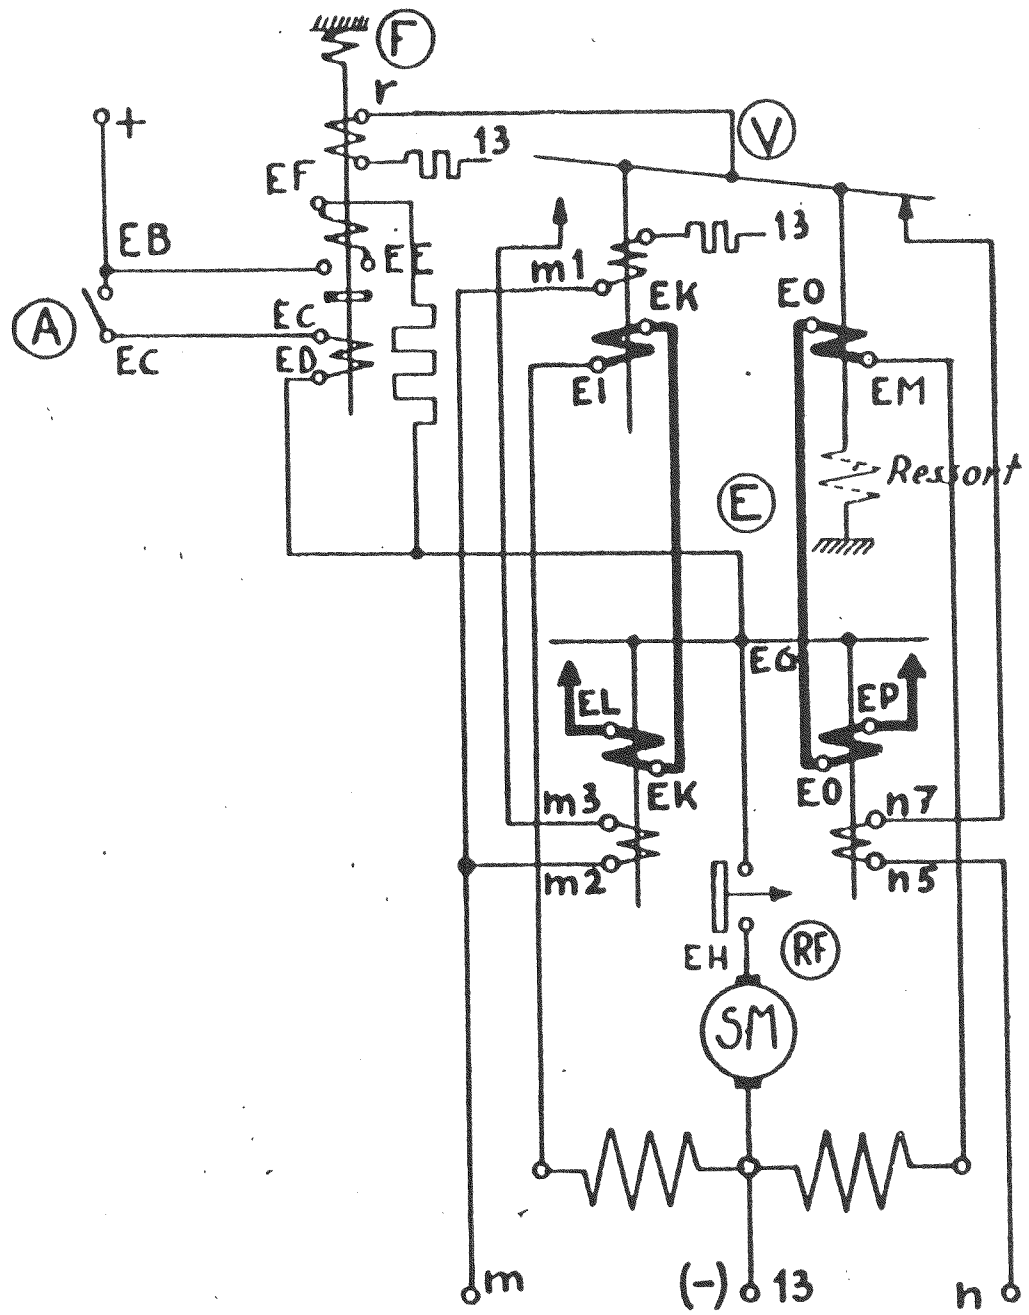 F
r
+
13
V
EF
EB
EE
13
m1
A
EC
EK
EO
EC
ED
EI
EM
Ressort
E
EG
EL
EP
EK
EO
m3
n7
m2
n5
EH
RF
SM
m
(-)
13
n